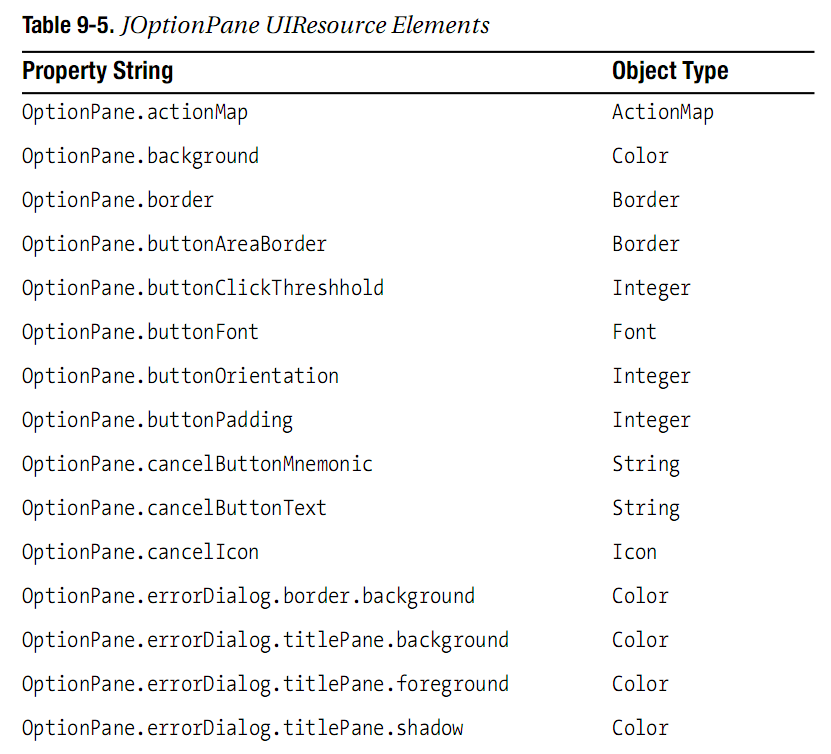 Table 9-5. JOptionPane UIResource Elements
Property String Object Type
OptionPane.actionMap ActionMap
OptionPane.background Color
OptionPane.border Border
OptionPane.buttonAreaBorder Border
OptionPane.buttonClickThreshhold Integer
OptionPane.buttonFont Font
OptionPane.buttonOrientation Integer
OptionPane.buttonPadding Integer
OptionPane.cancelButtonMnemonic String
OptionPane.cancelButtonText String
OptionPane.cancelIcon Icon
OptionPane.errorDialog.border.background Color
OptionPane.errorDialog.titlePane.background Color
OptionPane.errorDialog.titlePane.foreground Color
OptionPane.errorDialog.titlePane.shadow Color